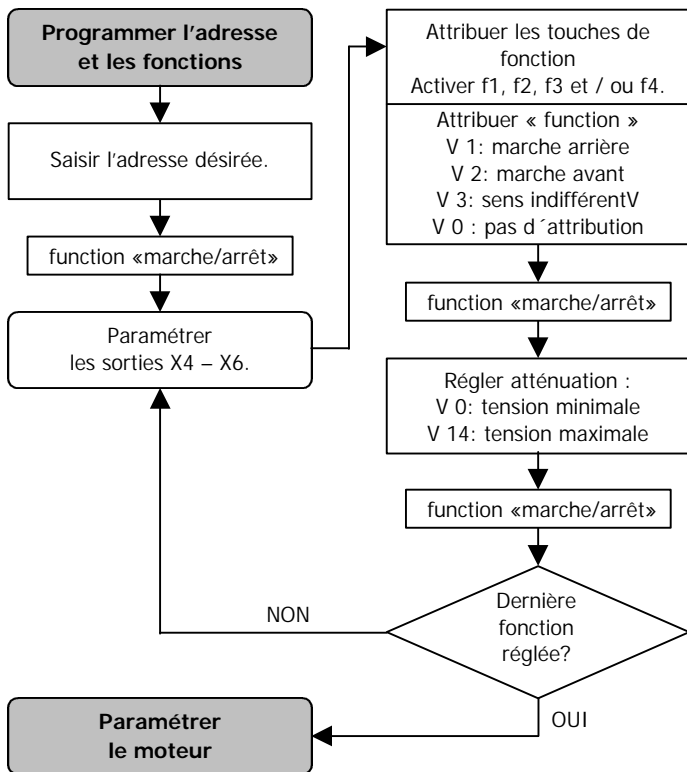 Programmer l’adresse
et les fonctions
Saisir l’adresse désirée.
function «marche/arrêt»
Paramétrer
les sorties X4 – X6.
Attribuer les touches de
fonction
Activer f1, f2, f3 et / ou f4.
Attribuer « function »
V 1: marche arrière
V 2: marche avant
V 3: sens indifférentV
V 0 : pas d´attribution
function «marche/arrêt»
Régler atténuation :
V 0: tension minimale
V 14: tension maximale
function «marche/arrêt»
Dernière
fonction
réglée?
NON
OUI
Paramétrer
le moteur